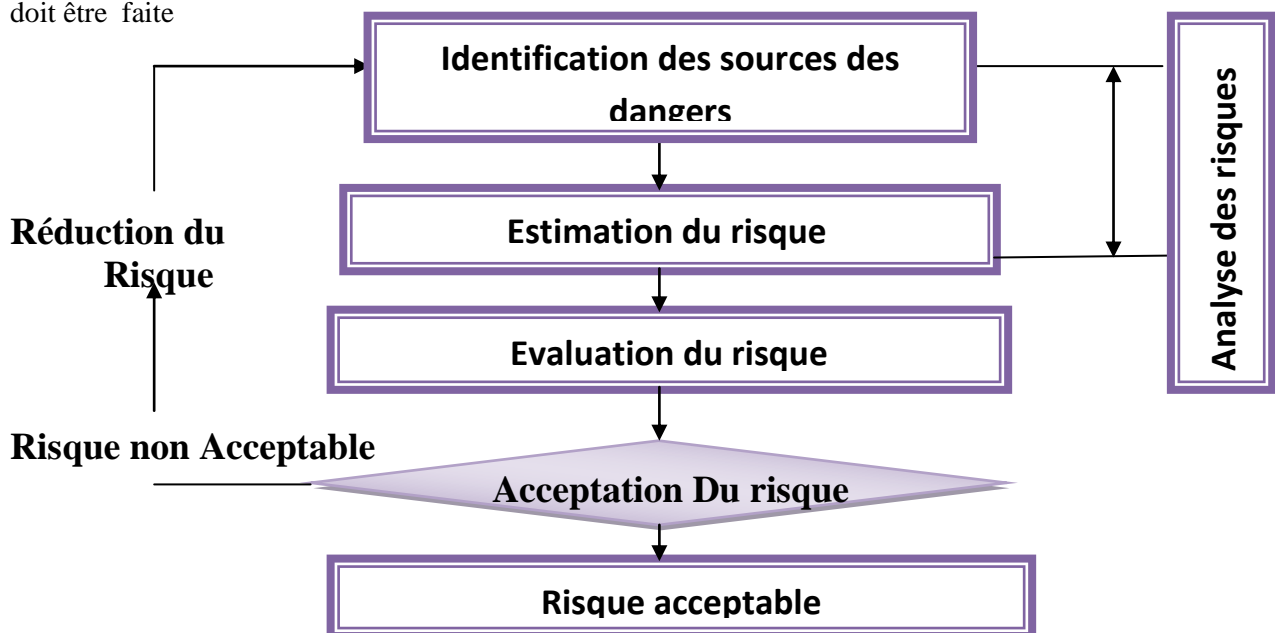 doit être faite
Identification des sources des
dangers
Analyse des risques
Estimation du risque
Réduction du
Risque
Evaluation du risque
Risque non Acceptable
Acceptation Du risque
Risque acceptable